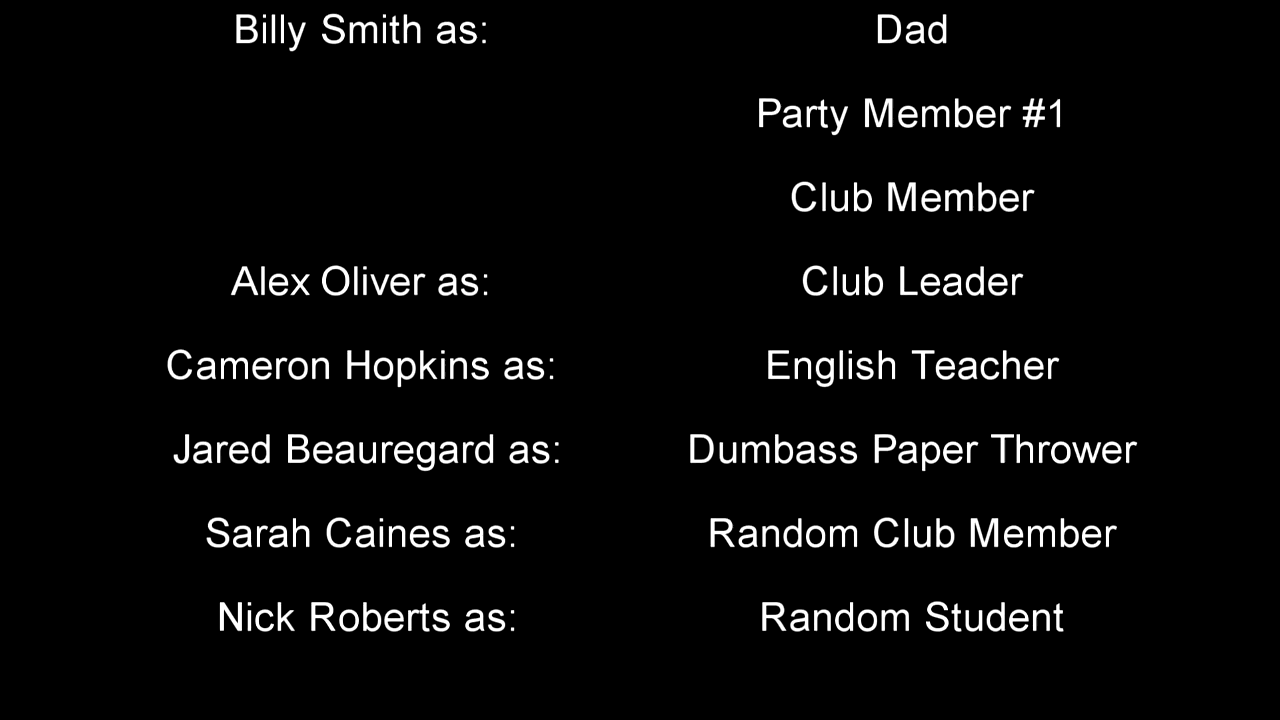 Billy Smith as: Dad
Party Member #1
Club Member
Alex Oliver as: Club Leader
Cameron Hopkins as: English Teacher
Jared Beauregard as: Dumbass Paper Thrower
Sarah Caines as: Random Club Member
Nick Roberts as: Random Student